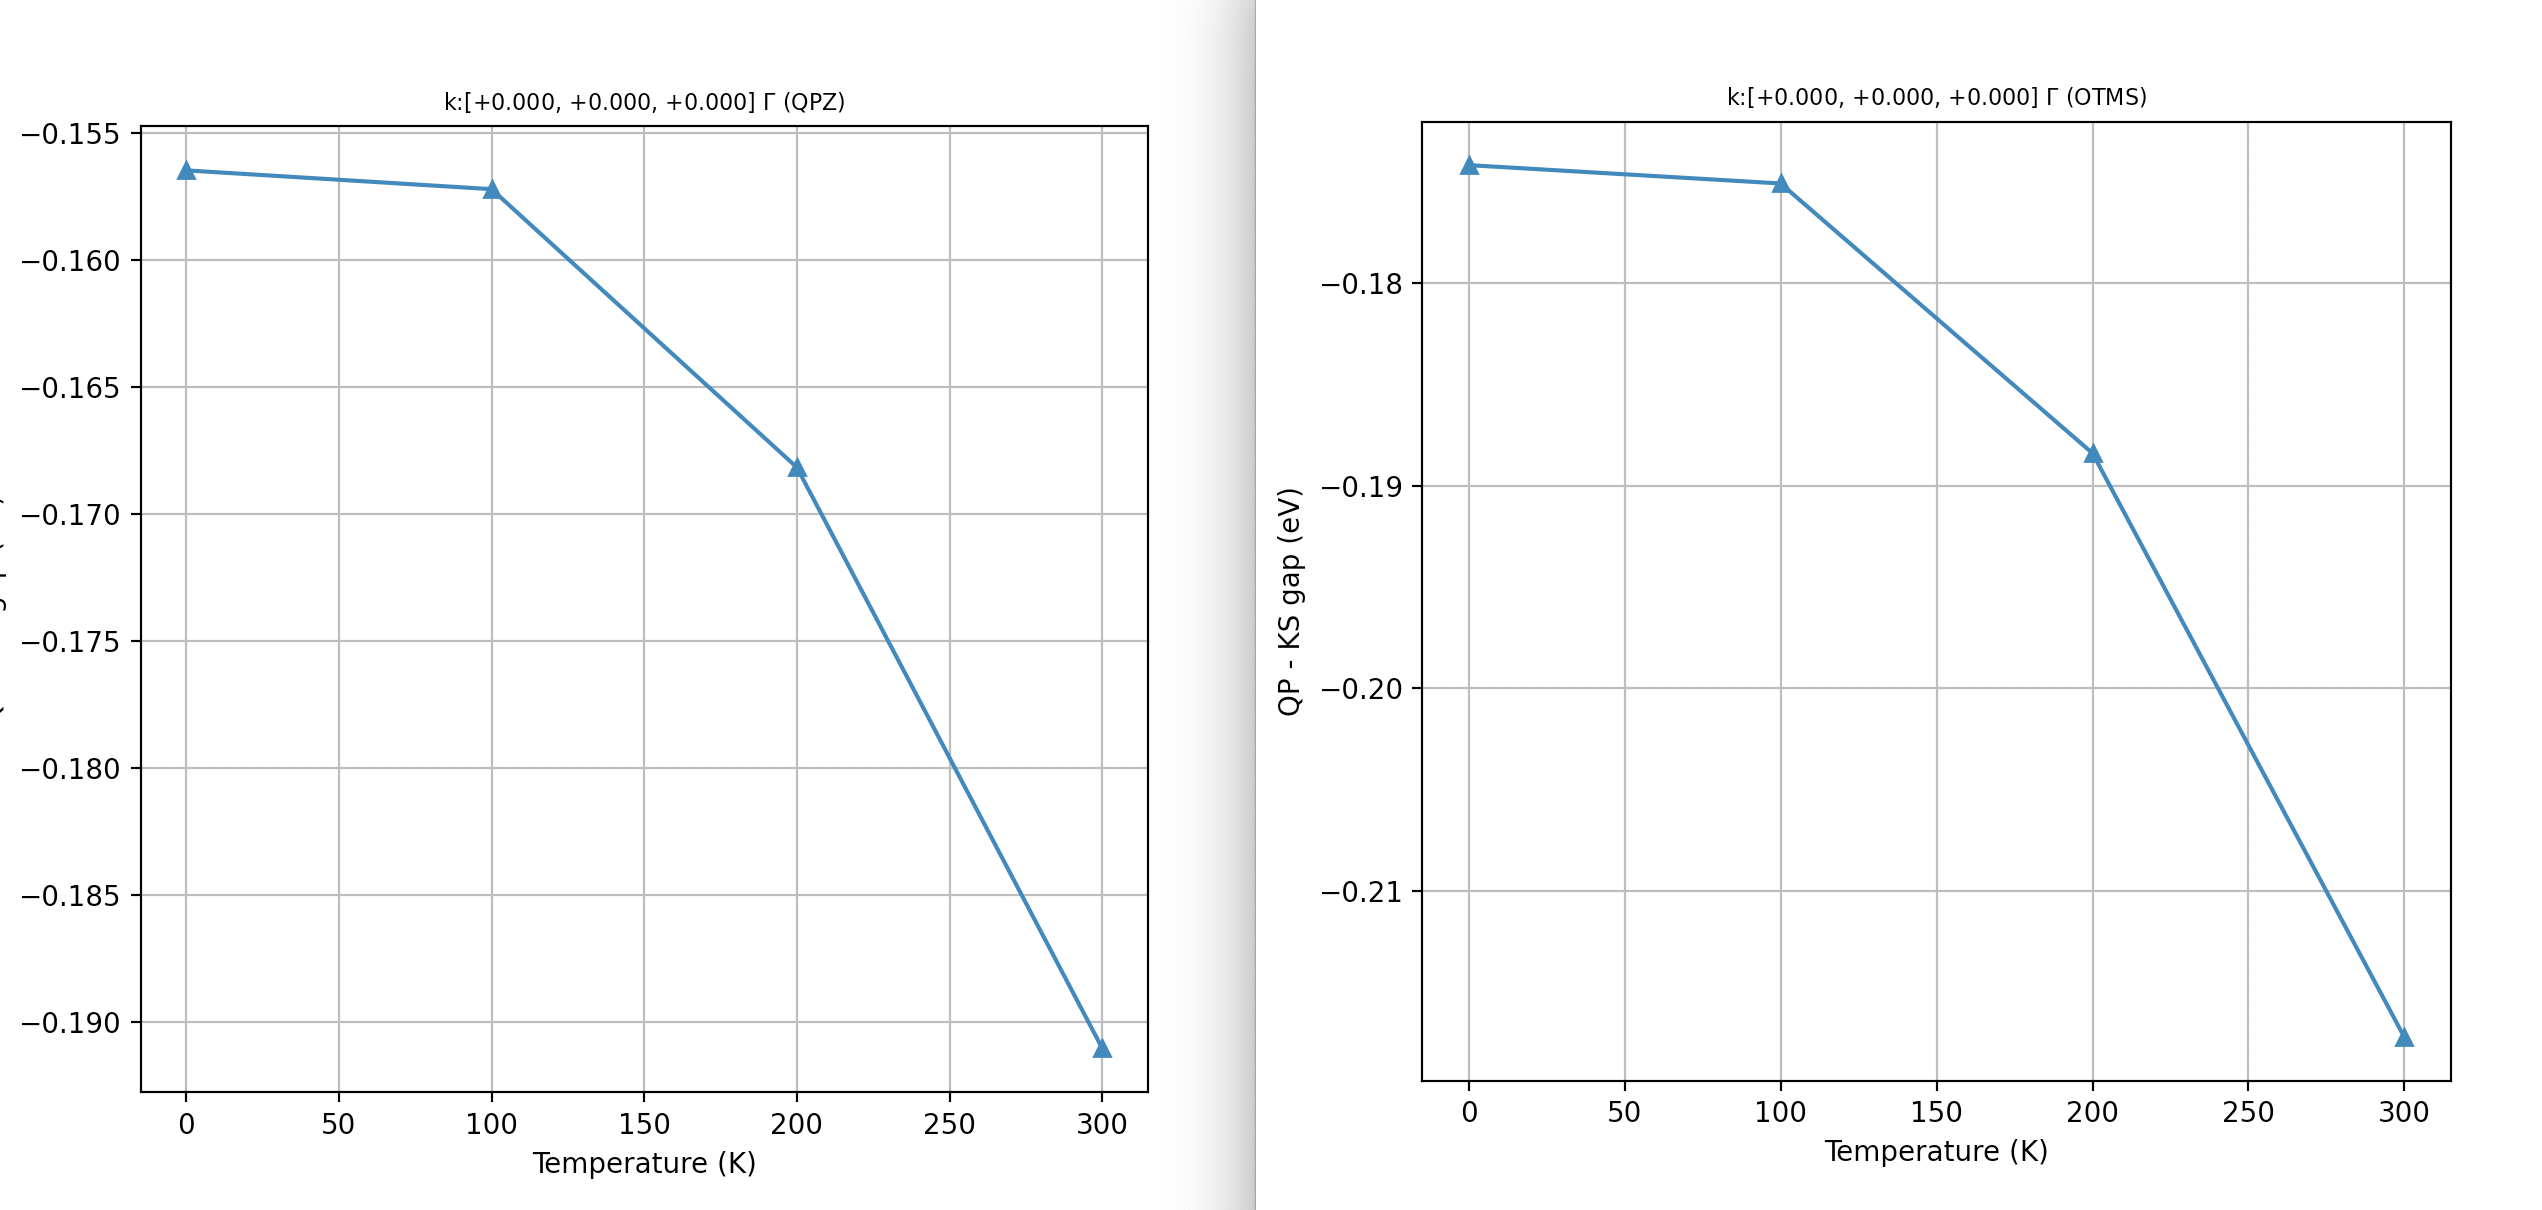 k:[+0.000, +0.000, +0.000] Γ (QPZ)
−0.155
−0.160
−0.165
−0.170
−0.175
−0.180
−0.185
−0.190
0 50 100 150 200 250 300
Temperature (K)
k:[+0.000, +0.000, +0.000] Γ (OTMS)
QP - KS gap (eV)
−0.18
−0.19
−0.20
−0.21
0 50 100 150 200 250 300
Temperature (K)